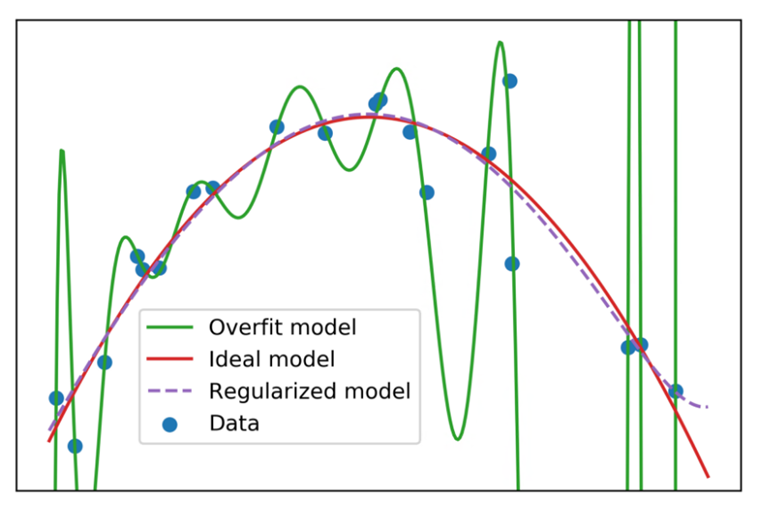 Overfit model
Ideal model
Regularized model
Data